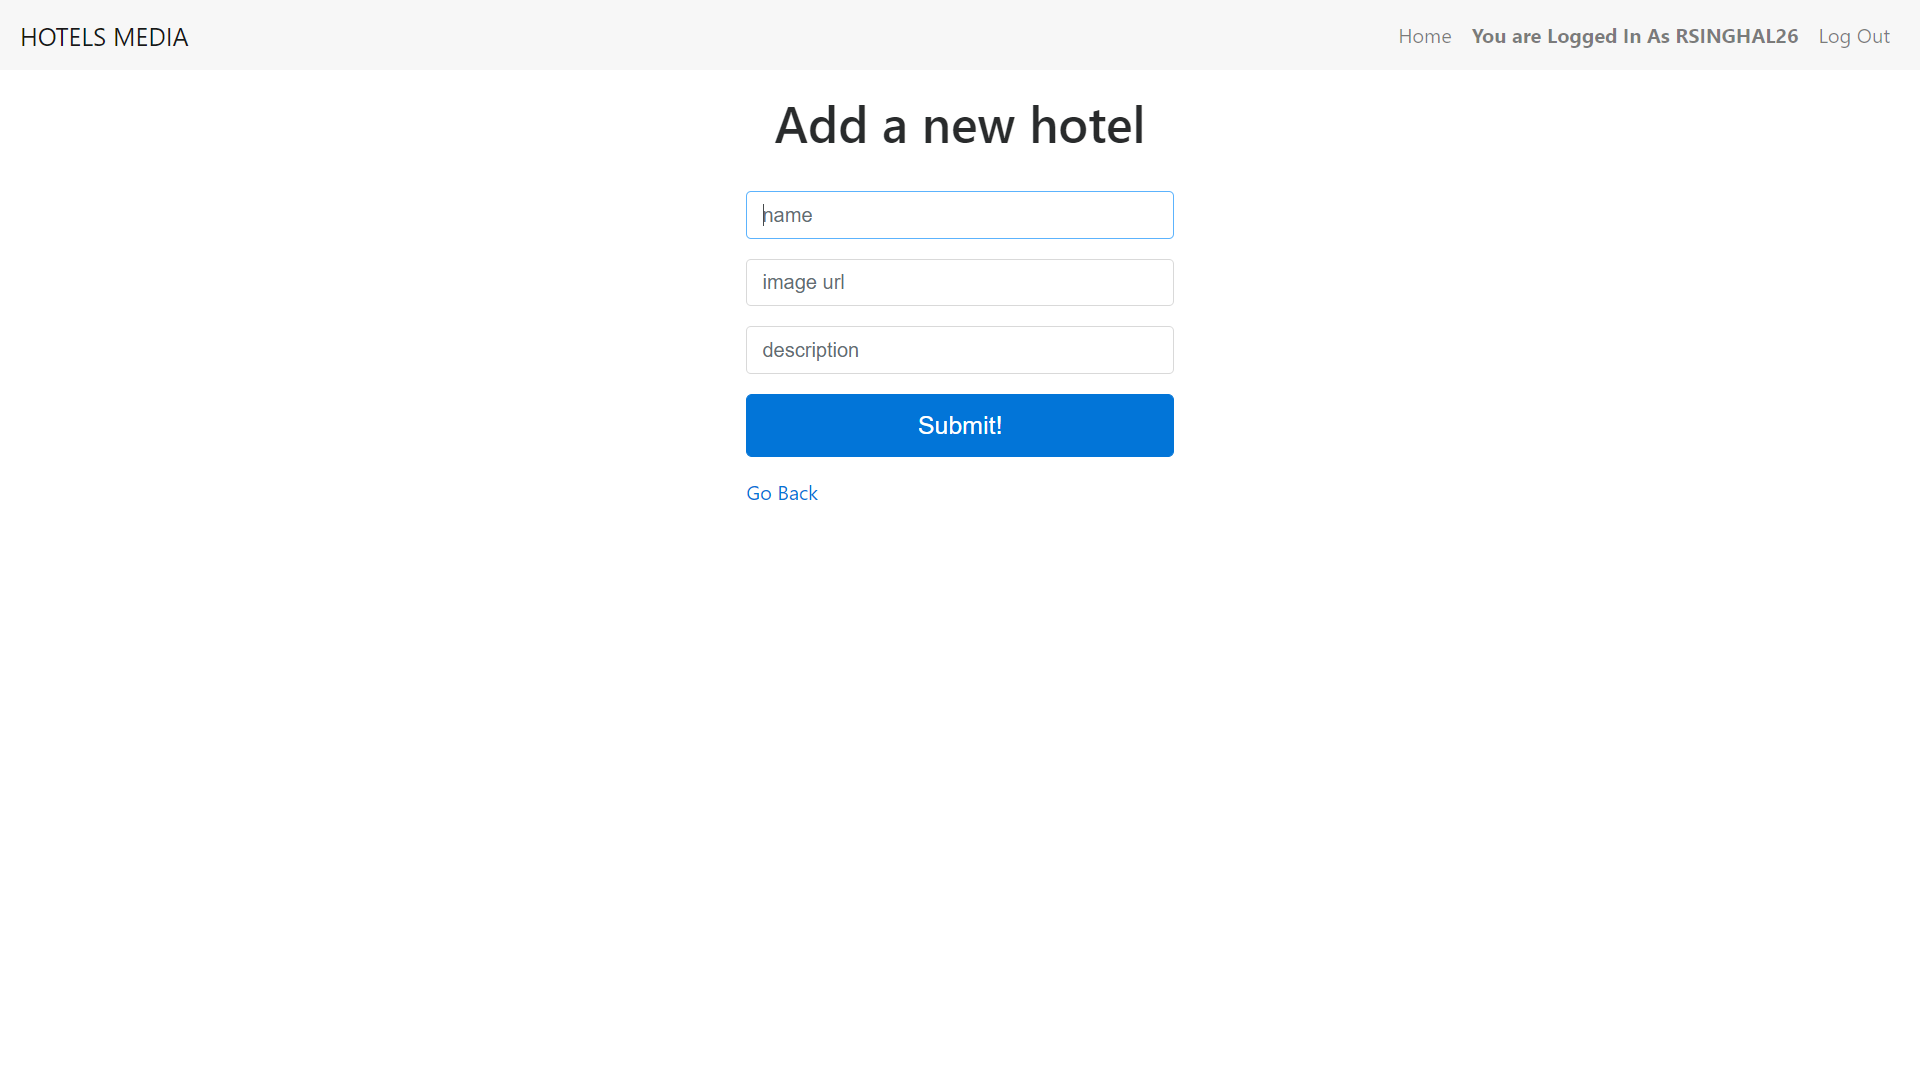 HOTELS MEDIA
Home You are Logged In As RSINGHAL26 Log Out
Add a new hotel
name
image url
description
Submit!
Go Back